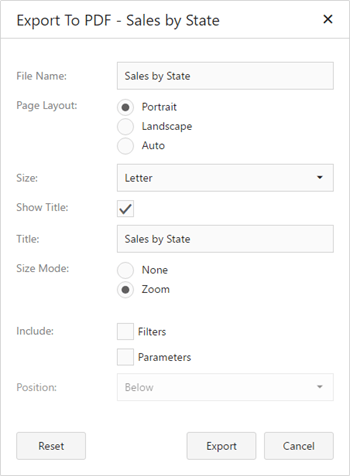 Export To PDF - Sales by State
File Name: Sales by State
Page Layout: Portrait
Landscape
Auto
Size: Letter
Show Title:
Title: Sales by State
Size Mode: None
Zoom
Include: Filters
Parameters
Position: Below
Reset Export Cancel